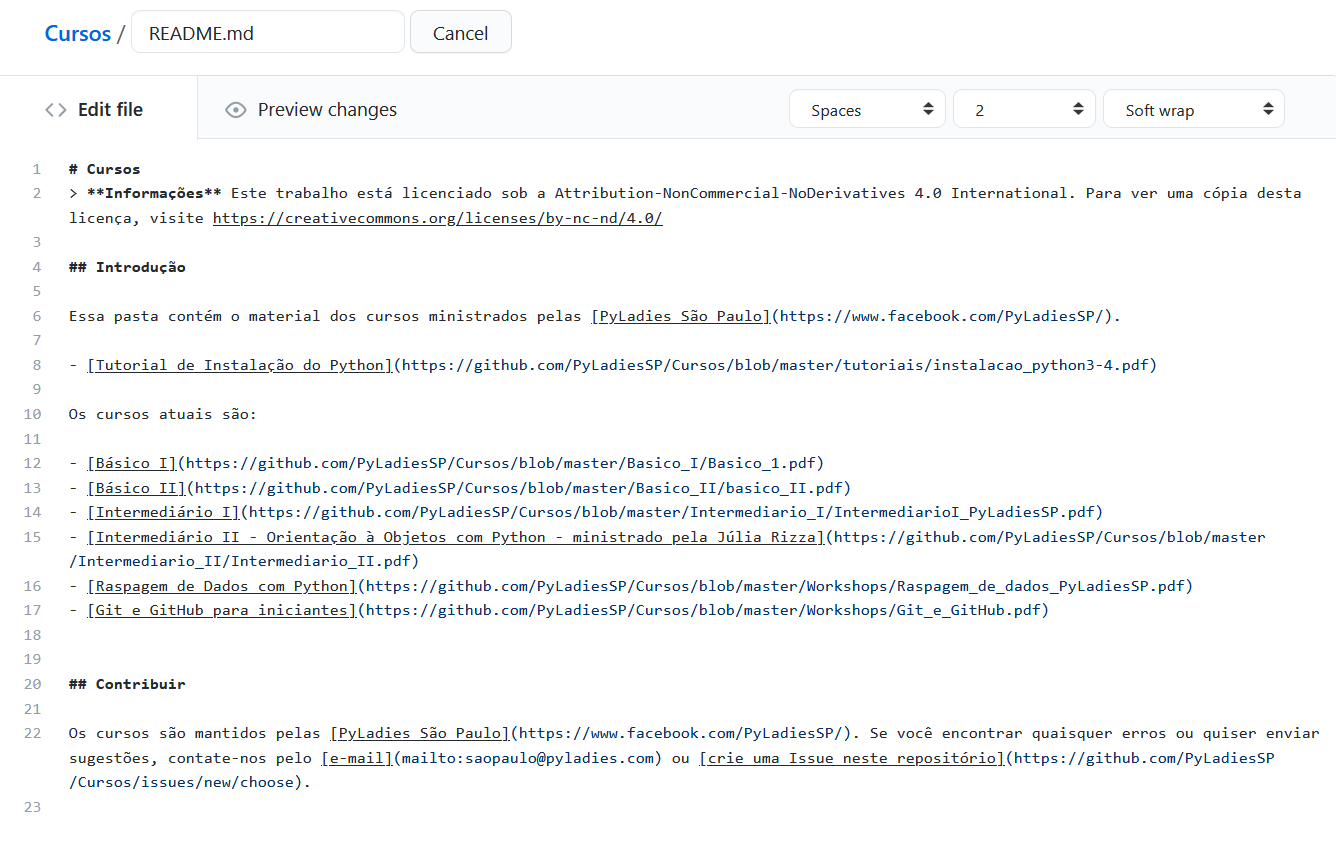 Cursos / README.md Cancel
Edit file Preview changes Spaces 2 Soft wrap
1 # Cursos
2 > **Informações** Este trabalho está licenciado sob a Attribution-NonCommercial-NoDerivatives 4.0 International. Para ver uma cópia desta
licença, visite https://creativecommons.org/licenses/by-nc-nd/4.0/
3
4 ## Introdução
5
6 Essa pasta contém o material dos cursos ministrados pelas [PyLadies São Paulo](https://www.facebook.com/PyLadiesSP/).
7
8 - [Tutorial de Instalação do Python](https://github.com/PyLadiesSP/Cursos/blob/master/tutoriais/instalacao_python3-4.pdf)
9
10 Os cursos atuais são:
11
12 - [Básico I](https://github.com/PyLadiesSP/Cursos/blob/master/Basico_I/Basico_1.pdf)
13 - [Básico II](https://github.com/PyLadiesSP/Cursos/blob/master/Basico_II/basico_II.pdf)
14 - [Intermediário I](https://github.com/PyLadiesSP/Cursos/blob/master/Intermediario_I/IntermediarioI_PyLadiesSP.pdf)
15 - [Intermediário II - Orientação à Objetos com Python - ministrado pela Júlia Rizza](https://github.com/PyLadiesSP/Cursos/blob/master
/Intermediario_II/Intermediario_II.pdf)
16 - [Raspagem de Dados com Python](https://github.com/PyLadiesSP/Cursos/blob/master/Workshops/Raspagem_de_dados_PyLadiesSP.pdf)
17 - [Git e GitHub para iniciantes](https://github.com/PyLadiesSP/Cursos/blob/master/Workshops/Git_e_GitHub.pdf)
18
19
20 ## Contribuir
21
22 Os cursos são mantidos pelas [PyLadies São Paulo](https://www.facebook.com/PyLadiesSP/). Se você encontrar quaisquer erros ou quiser enviar
sugestões, contate-nos pelo [e-mail](mailto:saopaulo@pyladies.com) ou [crie uma Issue neste repositório](https://github.com/PyLadiesSP
/Cursos/issues/new/choose).
23